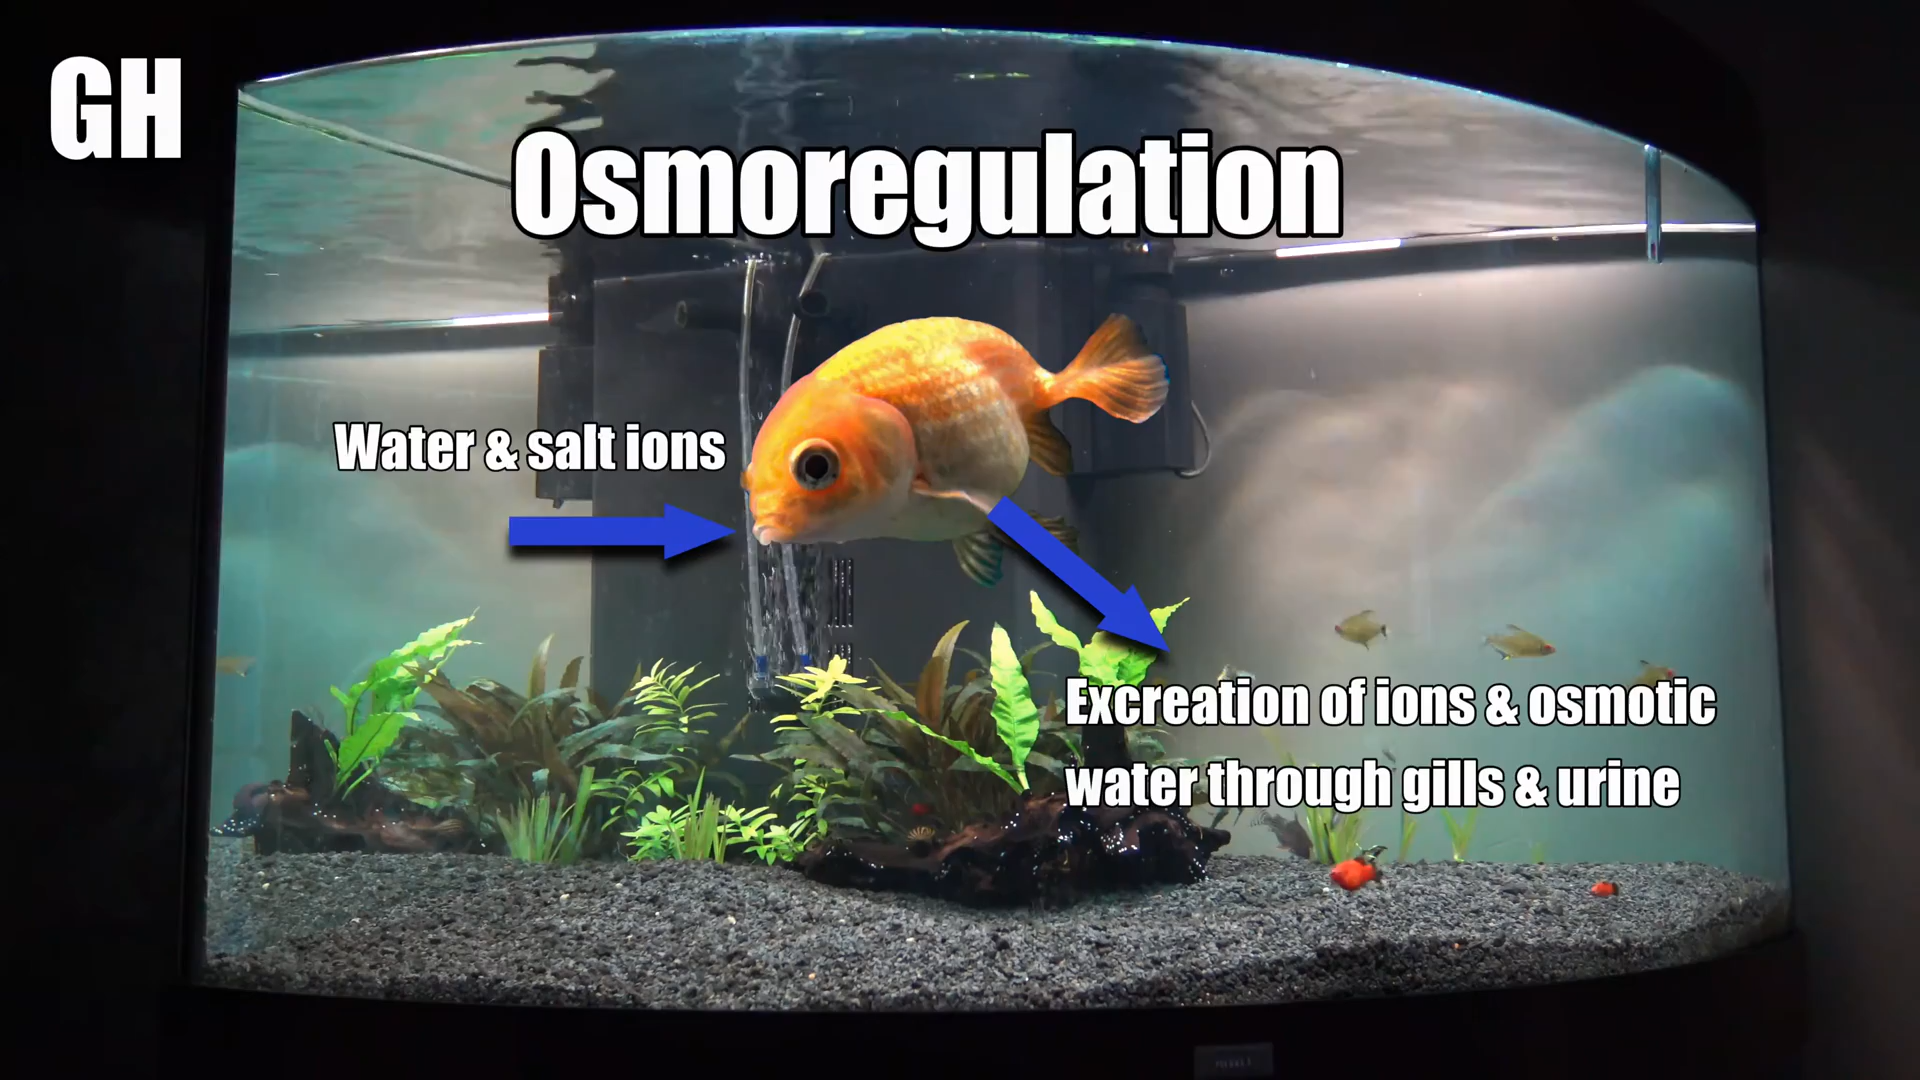 GH
Osmoregulation
Water & salt ions
Excreation of ions & osmotic
water through gills & urine